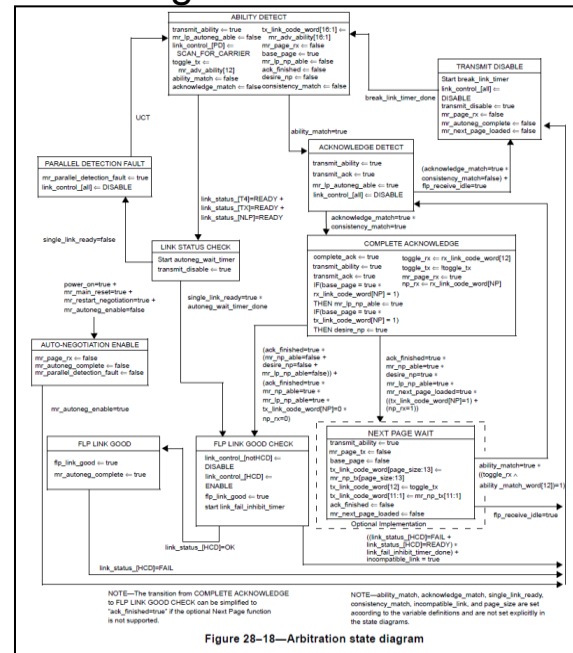 ABILITY DETECT
transmit_ability ⇐ true
mr_lp_autoneg_able ⇐ false
link_control_[PD] ⇐
SCAN_FOR_CARRIER
toggle_tx ⇐
mr_adv_ability[12]
ability_match ⇐ false
acknowledge_match ⇐ false
tx_link_code_word[16:1] ⇐
mr_adv_ability[16:1]
mr_page_rx ⇐ false
base_page ⇐ true
mr_lp_np_able ⇐ false
ack_finished ⇐ false
desire_np ⇐ false
consistency_match ⇐ false
TRANSMIT DISABLE
Start break_link_timer
link_control_[all] ⇐
DISABLE
transmit_disable ⇐ true
mr_page_rx ⇐ false
mr_autoneg_complete ⇐ false
mr_next_page_loaded ⇐ false
break_link_timer_done
UCT
ability_match=true
PARALLEL DETECTION FAULT
mr_parallel_detection_fault ⇐ true
link_control_[all] ⇐ DISABLE
ACKNOWLEDGE DETECT
transmit_ability ⇐ true
transmit_ack ⇐ true
mr_lp_autoneg_able ⇐ true
link_control_[all] ⇐ DISABLE
(acknowledge_match=true *
consistency_match=false) +
flp_receive_idle=true
link_status_[T4]=READY +
link_status_[TX]=READY +
link_status_[NLP]=READY
acknowledge_match=true *
consistency_match=true
single_link_ready=false
LINK STATUS CHECK
Start autoneg_wait_timer
transmit_disable ⇐ true
COMPLETE ACKNOWLEDGE
complete_ack ⇐ true
transmit_ability ⇐ true
transmit_ack ⇐ true
IF(base_page = true *
rx_link_code_word[NP] = 1)
THEN mr_lp_np_able ⇐ true
IF(base_page = true *
tx_link_code_word[NP] = 1)
THEN desire_np ⇐ true
toggle_rx ⇐ rx_link_code_word[12]
toggle_tx ⇐ !toggle_tx
mr_page_rx ⇐ true
np_rx ⇐ rx_link_code_word[NP]
power_on=true +
mr_main_reset=true +
mr_restart_negotiation=true +
mr_autoneg_enable=false
single_link_ready=true *
autoneg_wait_timer_done
AUTO-NEGOTIATION ENABLE
mr_page_rx ⇐ false
mr_autoneg_complete ⇐ false
mr_parallel_detection_fault ⇐ false
(ack_finished=true *
(mr_np_able=false +
desire_np=false +
mr_lp_np_able=false)) +
(ack_finished=true *
mr_np_able=true *
mr_lp_np_able=true *
tx_link_code_word[NP]=0 *
np_rx=0)
ack_finished=true *
mr_np_able=true *
desire_np=true *
mr_lp_np_able=true *
mr_next_page_loaded=true *
((tx_link_code_word[NP]=1) +
(np_rx=1))
mr_autoneg_enable=true
FLP LINK GOOD
flp_link_good ⇐ true
mr_autoneg_complete ⇐ true
FLP LINK GOOD CHECK
link_control_[notHCD] ⇐
DISABLE
link_control_[HCD] ⇐
ENABLE
flp_link_good ⇐ true
start link_fail_inhibit_timer
NEXT PAGE WAIT
transmit_ability ⇐ true
mr_page_tx ⇐ false
base_page ⇐ false
tx_link_code_word[page_size:13] ⇐
mr_np_tx[page_size:13]
tx_link_code_word[12] ⇐ toggle_tx
tx_link_code_word[11:1] ⇐ mr_np_tx[11:1]
ack_finished ⇐ false
mr_next_page_loaded ⇐ false
Optional Implementation
ability_match=true *
((toggle_rx ∧
ability _match_word[12])=1)
flp_receive_idle=true
link_status_[HCD]=OK
((link_status_[HCD]=FAIL +
link_status_[HCD]=READY) *
link_fail_inhibit_timer_done) +
incompatible_link = true
link_status_[HCD]=FAIL
NOTE—The transition from COMPLETE ACKNOWLEDGE
to FLP LINK GOOD CHECK can be simplified to
"ack_finished=true" if the optional Next Page function
is not supported.
NOTE—ability_match, acknowledge_match, single_link_ready,
consistency_match, incompatible_link, and page_size are set
according to the variable definitions and are not set explicitly in
the state diagrams.
Figure 28–18—Arbitration state diagram